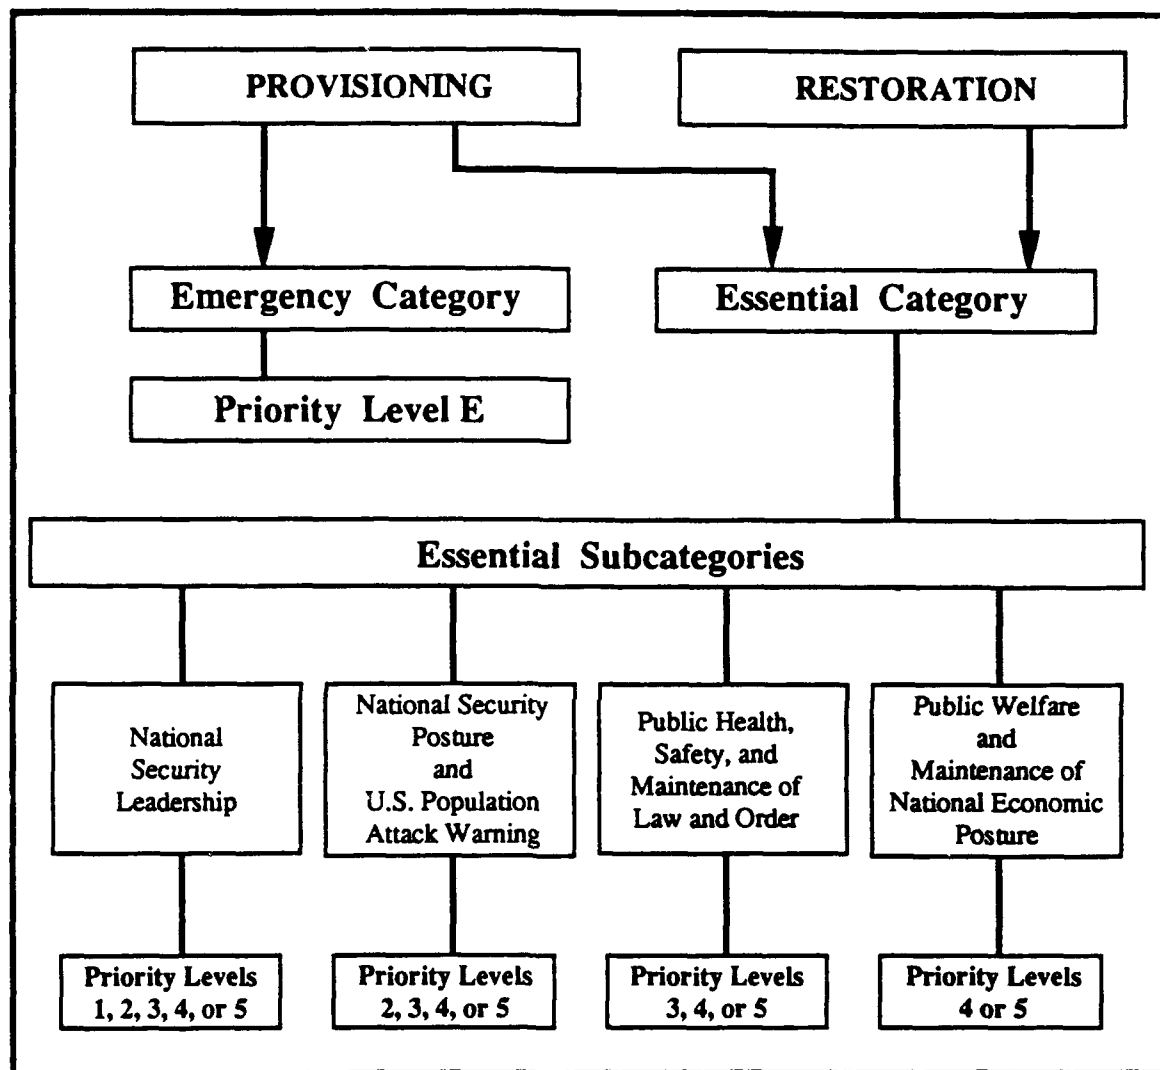 PROVISIONING
RESTORATION
Emergency Category
Essential Category
Priority Level E
Essential Subcategories
National
Security
Leadership
National Security
Posture
and
U.S. Population
Attack Warning
Public Health,
Safety, and
Maintenance of
Law and Order
Public Welfare
and
Maintenance of
National Economic
Posture
Priority Levels
1, 2, 3, 4, or 5
Priority Levels
2, 3, 4, or 5
Priority Levels
3, 4, or 5
Priority Levels
4 or 5